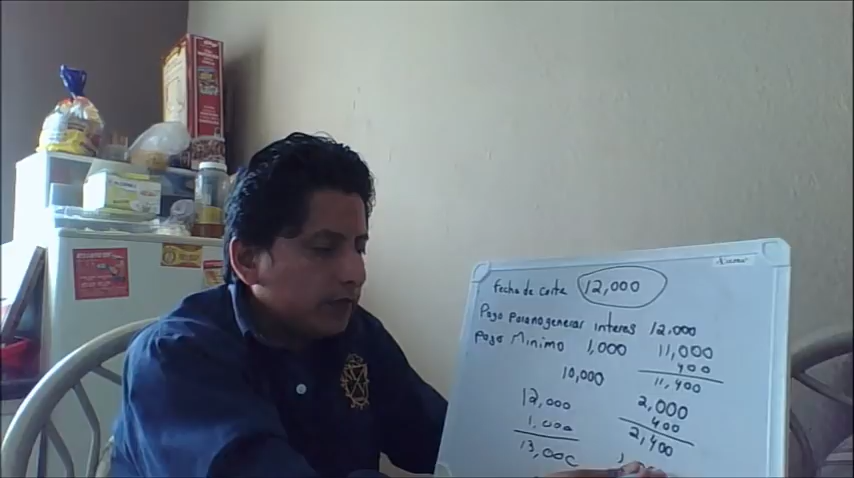 Fecha de Corte 12,000
Pago para no generar interes 12,000
Pago Minimo 1,000 11,000
400
10,000 11,400
12,000 2,000
1,000 400
13,000 2,400